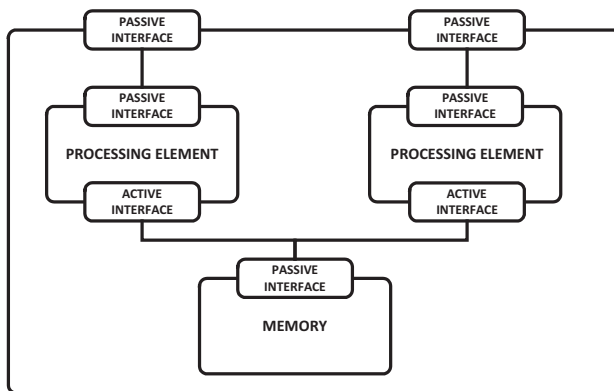 PASSIVE
INTERFACE
PASSIVE
INTERFACE
PASSIVE
INTERFACE
PASSIVE
INTERFACE
PROCESSING ELEMENT
PROCESSING ELEMENT
ACTIVE
INTERFACE
ACTIVE
INTERFACE
PASSIVE
INTERFACE
MEMORY